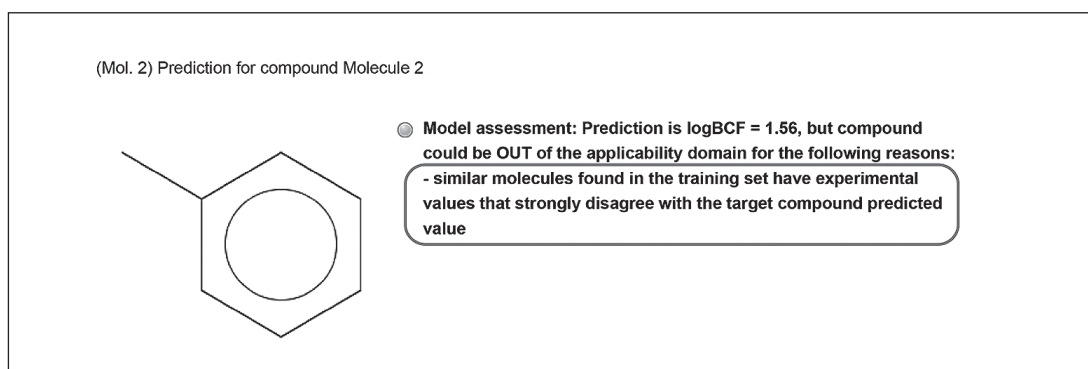 (Mol. 2) Prediction for compound Molecule 2
Model assessment: Prediction is logBCF = 1.56, but compound
could be OUT of the applicability domain for the following reasons:
- similar molecules found in the training set have experimental
values that strongly disagree with the target compound predicted
value